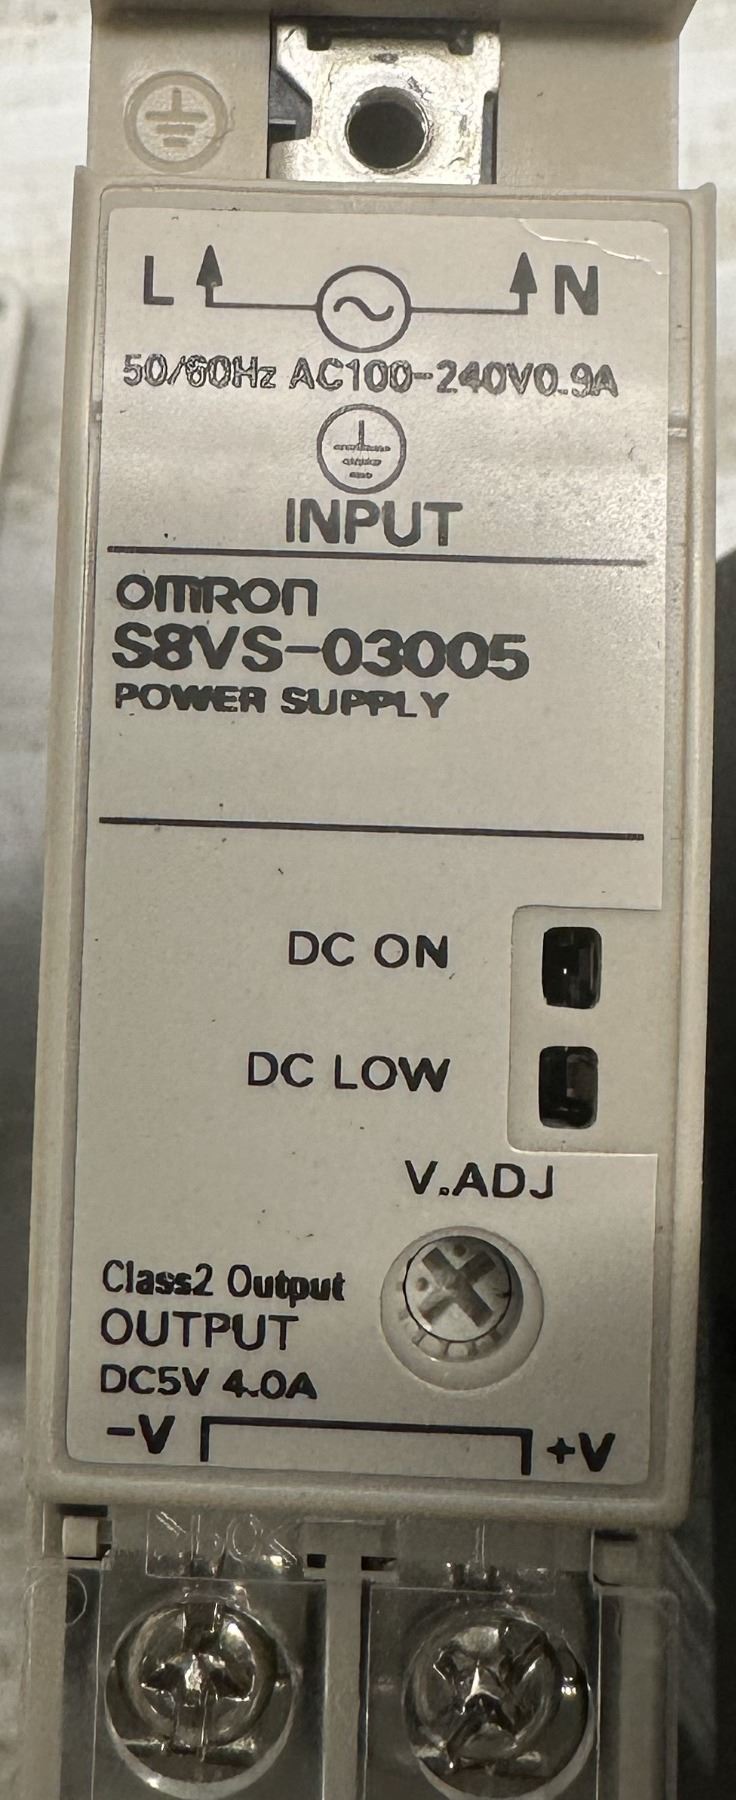 L N
50/60Hz AC100-240V0.9A
INPUT
omron
S8VS-03005
POWER SUPPLY
DC ON
DC LOW
V.ADJ
Class2 Output
OUTPUT
DC5V 4.0A
-V +V